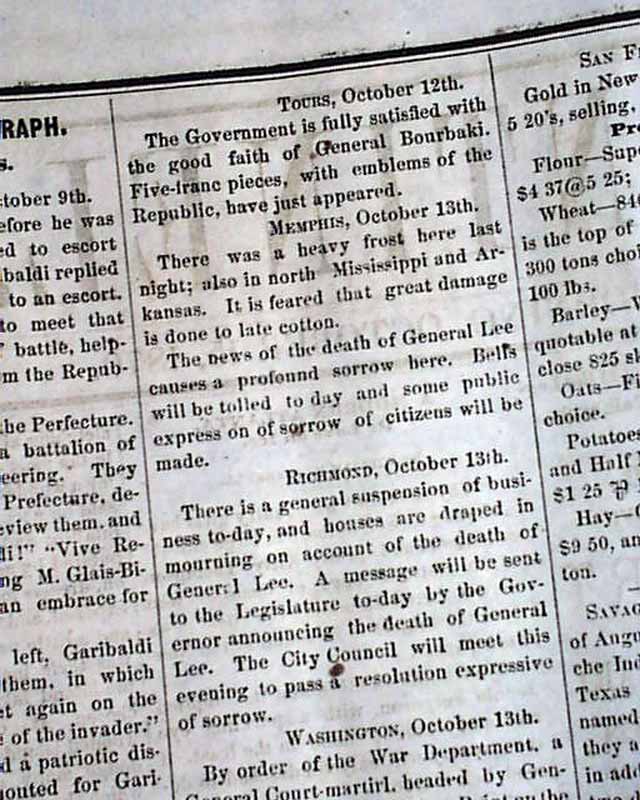 RAPH.
s.
ctober 9th.
efore he was
ed to escort
baldi replied
to an escort.
to meet that
battle, help-
m the Repub-
he Perfecture.
a battalion of
eering. They
Prefecture, de-
eview them, and
di!" "Vive Re-
ng M. Glais-Bi-
an embrace for
left, Garibaldi
them, in which
et again on the
e of the invader."
d a patriotic dis-
outed for Gari-
TOURS, October 12th.
The Government is fully satisfied with
the good faith of General Bourbaki.
Five-franc pieces, with emblems of the
Republic, have just appeared.
MEMPHIS, October 13th.
There was a heavy frost here last
night; also in north Mississippi and Ar-
kansas. It is feared that great damage
is done to late cotton.
The news of the death of General Lee
causes a profound sorrow here. Bells
will be tolled to day and some public
express on of sorrow of citizens will be
made.
RICHMOND, October 13th.
There is a general suspension of busi-
ness to-day, and houses are draped in
mourning on account of the death of
General Lee. A message will be sent
to the Legislature to-day by the Gov-
ernor announcing the death of General
Lee. The City Council will meet this
evening to pass a resolution expressive
of sorrow.
WASHINGTON, October 13th.
By order of the War Department, a
General Court-martirl, headed by Gen-
SAN F
Gold in New
5 20's, selling,
Pro
Flour—Supe
$4 37@5 25;
Wheat—840
is the top of
300 tons choi
100 lbs.
Barley—W
quotable at
close $25 sk
Oats—Fi
choice.
Potatoes
and Half
$1 25
Hay—C
$9 50, an
ton.
SAVAG
of Augu
che Ind
Texas
named
they a
in add